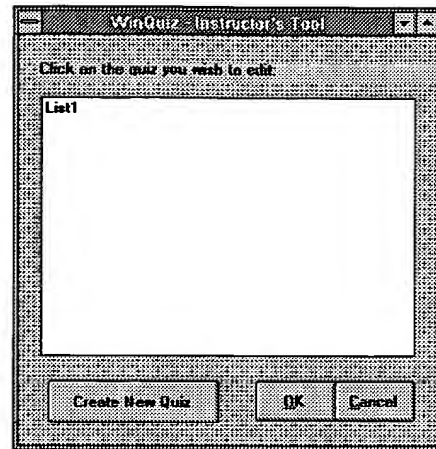 WinQuiz - Instructor's Tool
Click on the quiz you wish to edit:
List1
Create New Quiz
OK
Cancel